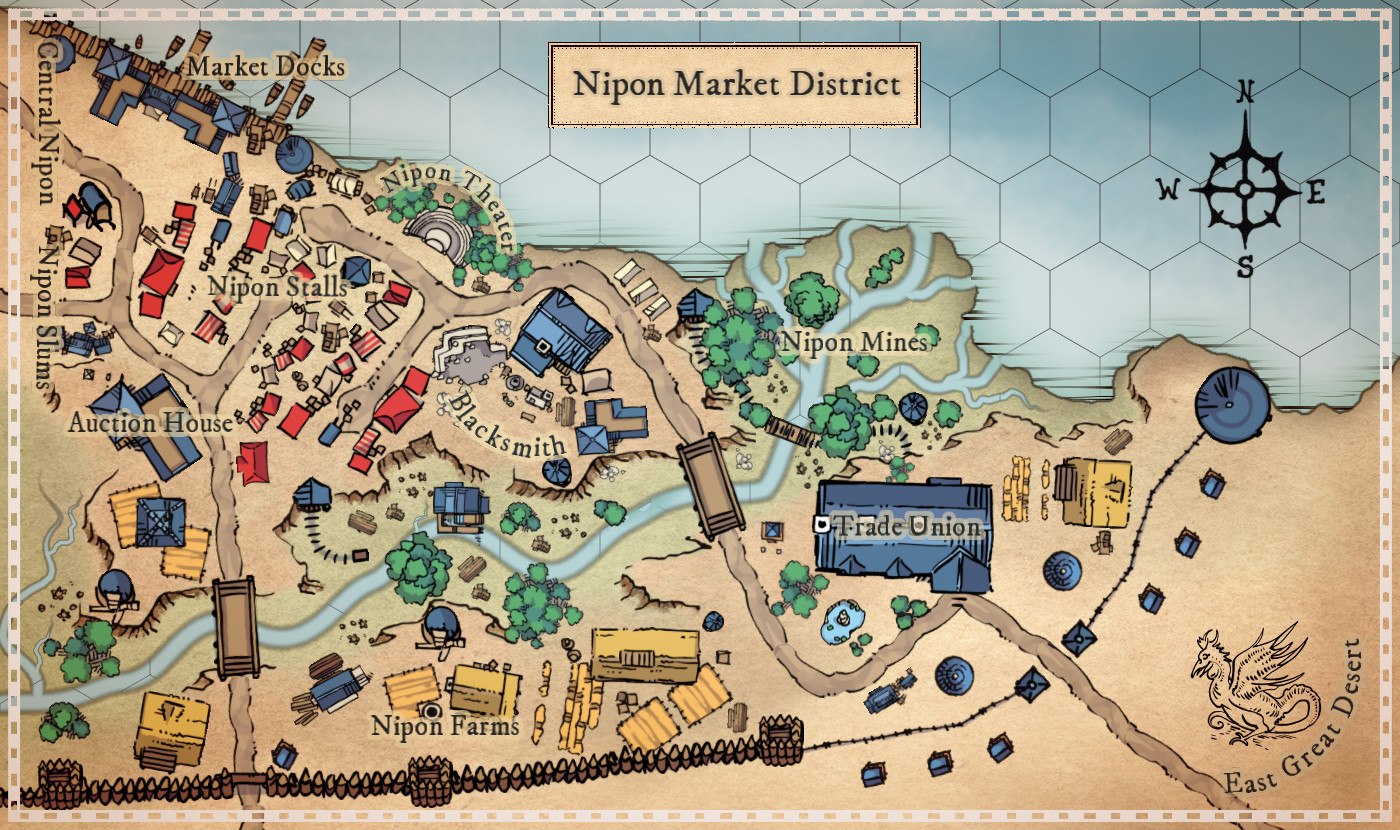 Nipon Market District
Market Docks
Central Nipon
Nipon Theater
N
W
E
S
Nipon Stalls
Nipon Slums
Nipon Mines
Auction House
Blacksmith
Trade Union
Nipon Farms
East Great Desert